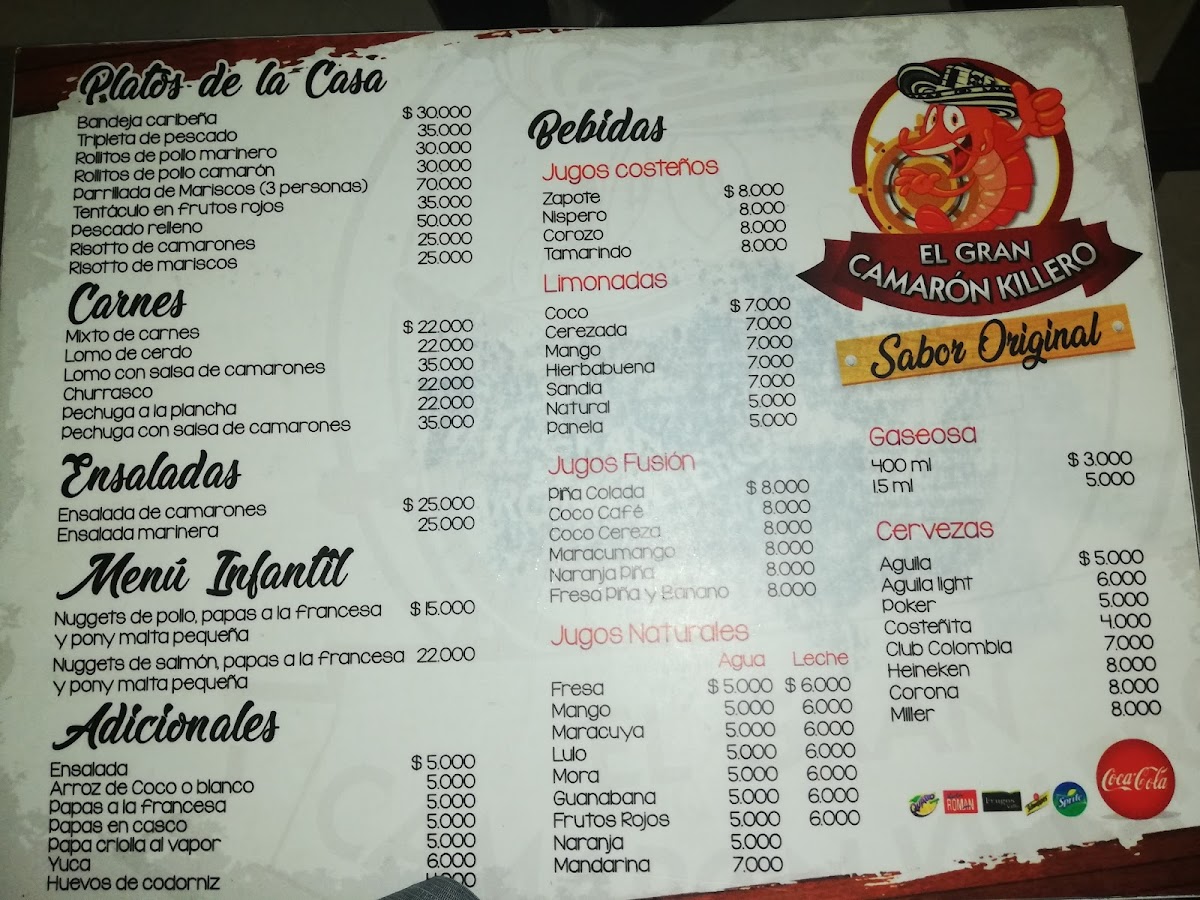 Platos de la Casa
Bandeja caribeña $ 30.000
Tripleta de pescado 35.000
Rollitos de pollo marinero 30.000
Rollitos de pollo camarón 30.000
Parrillada de Mariscos (3 personas) 70.000
Tentáculo en frutos rojos 35.000
Pescado relleno 50.000
Risotto de camarones 25.000
Risotto de mariscos 25.000
Carnes
Mixto de carnes $ 22.000
Lomo de cerdo 22.000
Lomo con salsa de camarones 35.000
Churrasco 22.000
Pechuga a la plancha 22.000
Pechuga con salsa de camarones 35.000
Ensaladas
Ensalada de camarones $ 25.000
Ensalada marinera 25.000
Menú Infantil
Nuggets de pollo, papas a la francesa $ 15.000
y pony malta pequeña
Nuggets de salmón, papas a la francesa 22.000
y pony malta pequeña
Adicionales
Ensalada $ 5.000
Arroz de Coco o blanco 5.000
Papas a la francesa 5.000
Papas en casco 5.000
Papa criolla al vapor 5.000
Yuca 6.000
Huevos de codorniz
Bebidas
Jugos costeños
Zapote $ 8.000
Nispero 8.000
Corozo 8.000
Tamarindo 8.000
Limonadas
Coco $ 7.000
Cerezada 7.000
Mango 7.000
Hierbabuena 7.000
Sandia 7.000
Natural 5.000
Panela 5.000
Jugos Fusión
Piña Colada $ 8.000
Coco Café 8.000
Coco Cereza 8.000
Maracumango 8.000
Naranja Piña 8.000
Fresa Piña y Banano 8.000
Jugos Naturales
Agua Leche
Fresa $ 5.000 $ 6.000
Mango 5.000 6.000
Maracuya 5.000 6.000
Lulo 5.000 6.000
Mora 5.000 6.000
Guanabana 5.000 6.000
Frutos Rojos 5.000 6.000
Naranja 5.000
Mandarina 7.000
EL GRAN
CAMARÓN KILLERO
Sabor Original
Gaseosa
400 ml $ 3.000
1.5 ml 5.000
Cervezas
Aguila $ 5.000
Aguila light 6.000
Poker 5.000
Costeñita 4.000
Club Colombia 7.000
Heineken 8.000
Corona 8.000
Miller 8.000
Quatro
ROMAN
Frugos
Sprite
Coca-Cola